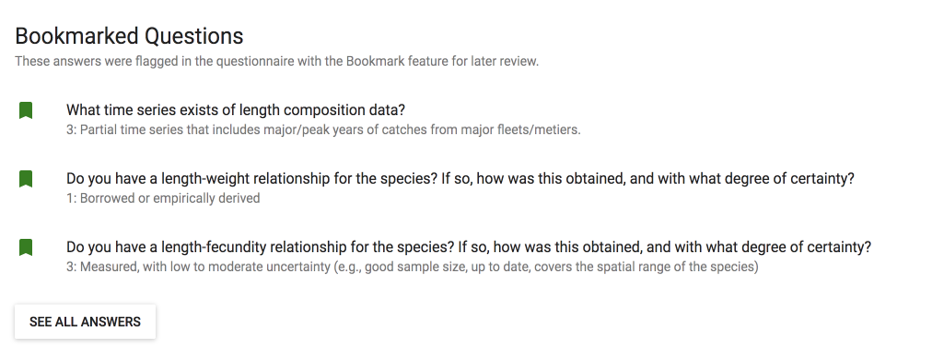 Bookmarked Questions
These answers were flagged in the questionnaire with the Bookmark feature for later review.
What time series exists of length composition data?
3: Partial time series that includes major/peak years of catches from major fleets/metiers.
Do you have a length-weight relationship for the species? If so, how was this obtained, and with what degree of certainty?
1: Borrowed or empirically derived
Do you have a length-fecundity relationship for the species? If so, how was this obtained, and with what degree of certainty?
3: Measured, with low to moderate uncertainty (e.g., good sample size, up to date, covers the spatial range of the species)
SEE ALL ANSWERS